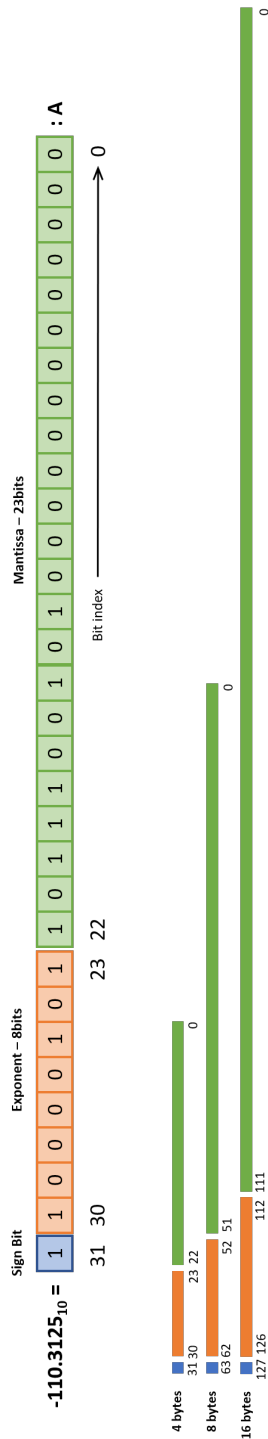 Sign Bit Exponent – 8bits Mantissa – 23bits
-110.3125₁₀ = 1 1 0 0 0 0 1 0 1 1 0 1 1 1 0 0 1 0 1 0 0 0 0 0 0 0 0 0 0 0 0 0 : A
31 30 23 22 Bit index 0
4 bytes
31 30 23 22 0
8 bytes
63 62 52 51 0
16 bytes
127 126 112 111 0